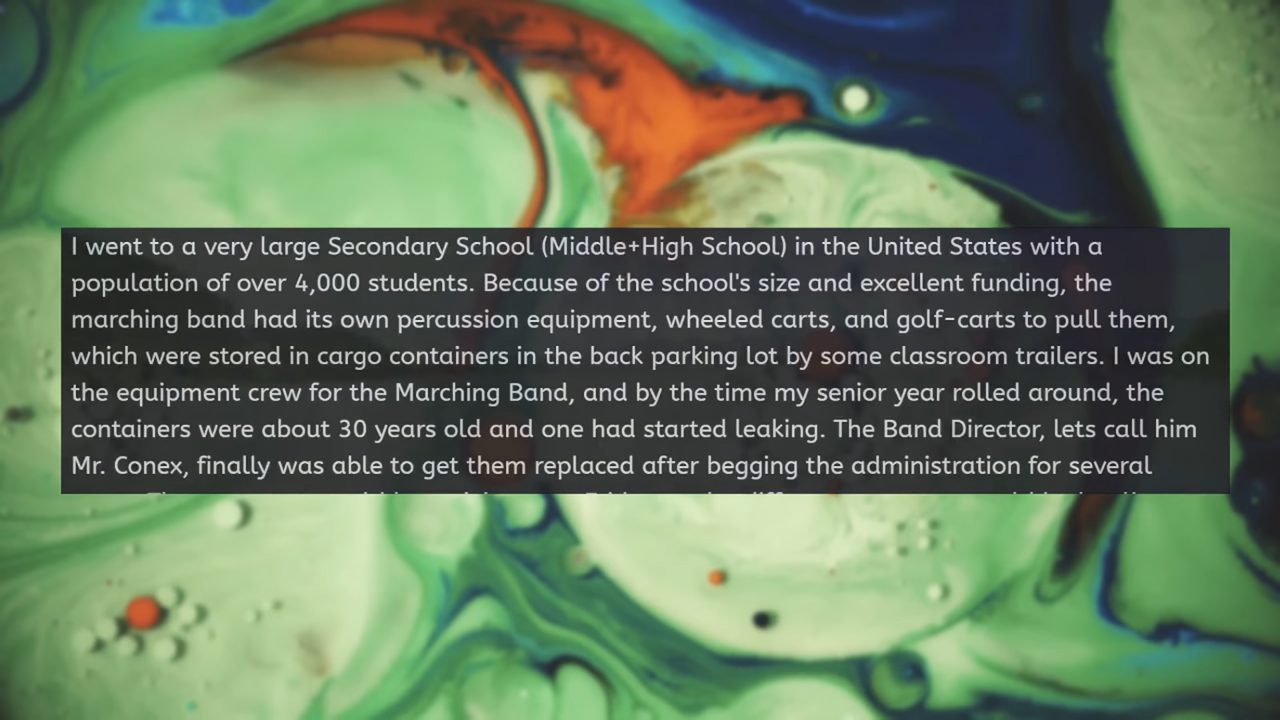 I went to a very large Secondary School (Middle+High School) in the United States with a
population of over 4,000 students. Because of the school's size and excellent funding, the
marching band had its own percussion equipment, wheeled carts, and golf-carts to pull them,
which were stored in cargo containers in the back parking lot by some classroom trailers. I was on
the equipment crew for the Marching Band, and by the time my senior year rolled around, the
containers were about 30 years old and one had started leaking. The Band Director, lets call him
Mr. Conex, finally was able to get them replaced after begging the administration for several